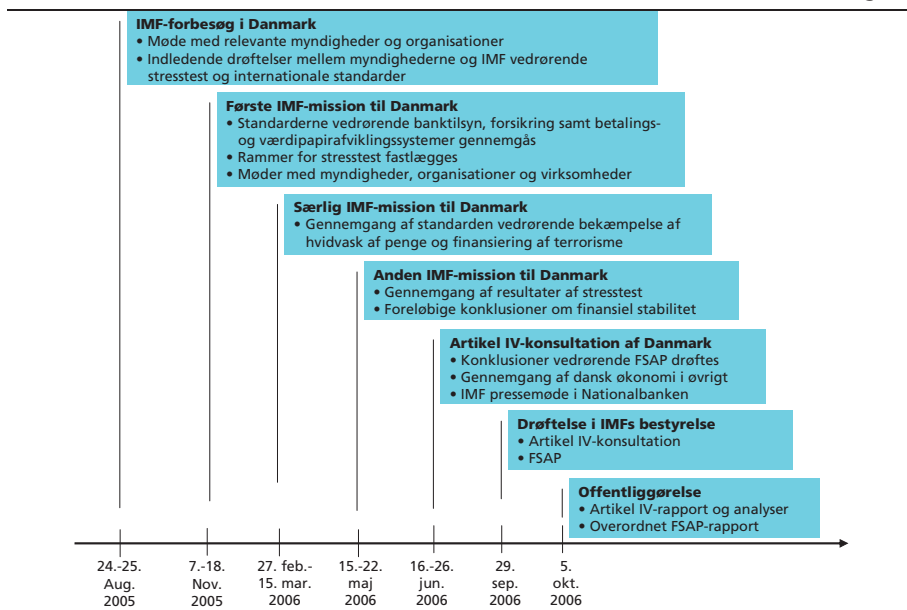 IMF-forbesøg i Danmark
• Møde med relevante myndigheder og organisationer
• Indledende drøftelser mellem myndighederne og IMF vedrørende
stresstest og internationale standarder
Første IMF-mission til Danmark
• Standarderne vedrørende banktilsyn, forsikring samt betalings-
og værdipapirafviklingssystemer gennemgås
• Rammer for stresstest fastlægges
• Møder med myndigheder, organisationer og virksomheder
Særlig IMF-mission til Danmark
• Gennemgang af standarden vedrørende bekæmpelse af
hvidvask af penge og finansiering af terrorisme
Anden IMF-mission til Danmark
• Gennemgang af resultater af stresstest
• Foreløbige konklusioner om finansiel stabilitet
Artikel IV-konsultation af Danmark
• Konklusioner vedrørende FSAP drøftes
• Gennemgang af dansk økonomi i øvrigt
• IMF pressemøde i Nationalbanken
Drøftelse i IMFs bestyrelse
• Artikel IV-konsultation
• FSAP
Offentliggørelse
• Artikel IV-rapport og analyser
• Overordnet FSAP-rapport
24.-25.
Aug.
2005
7.-18.
Nov.
2005
27. feb.-
15. mar.
2006
15.-22.
maj
2006
16.-26.
jun.
2006
29.
sep.
2006
5.
okt.
2006